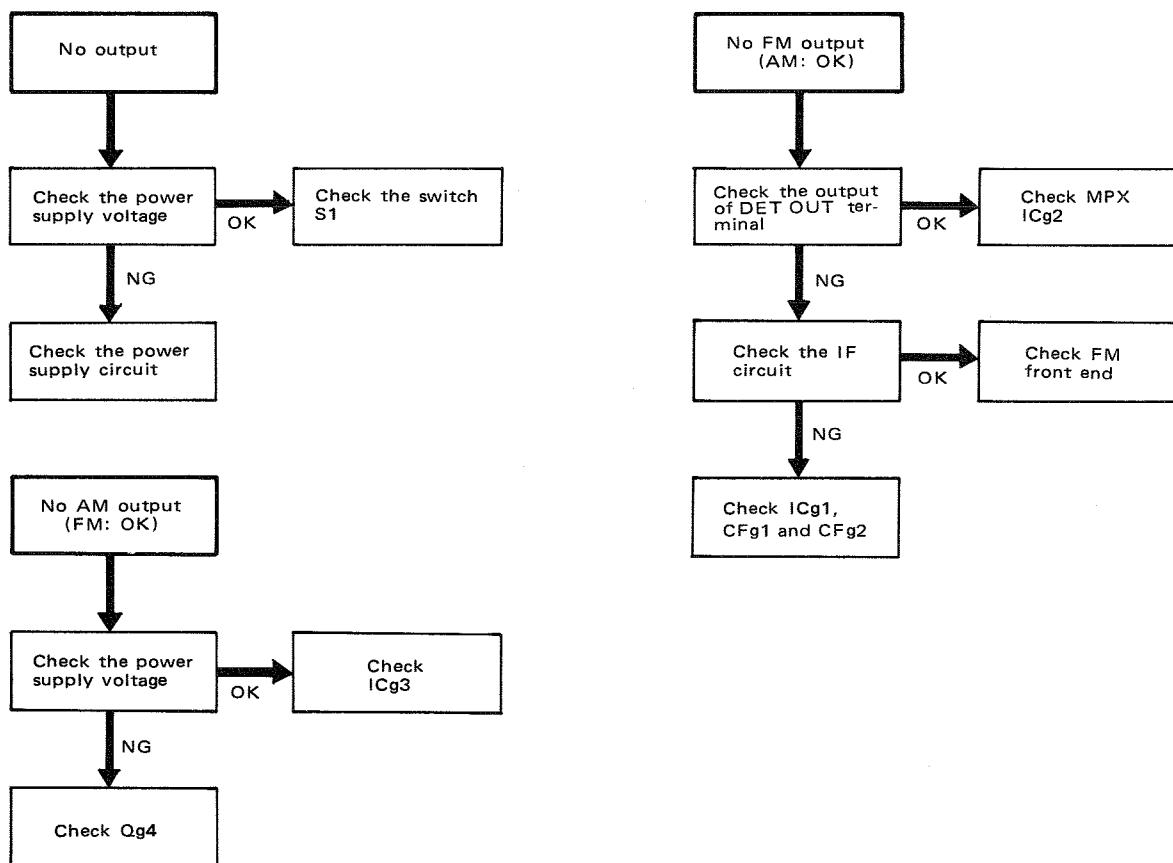 No output
Check the power
supply voltage
OK
Check the switch
S1
NG
Check the power
supply circuit
No AM output
(FM: OK)
Check the power
supply voltage
OK
Check
ICg3
NG
Check Qg4
No FM output
(AM: OK)
Check the output
of DET OUT ter-
minal
OK
Check MPX
ICg2
NG
Check the IF
circuit
OK
Check FM
front end
NG
Check ICg1,
CFg1 and CFg2